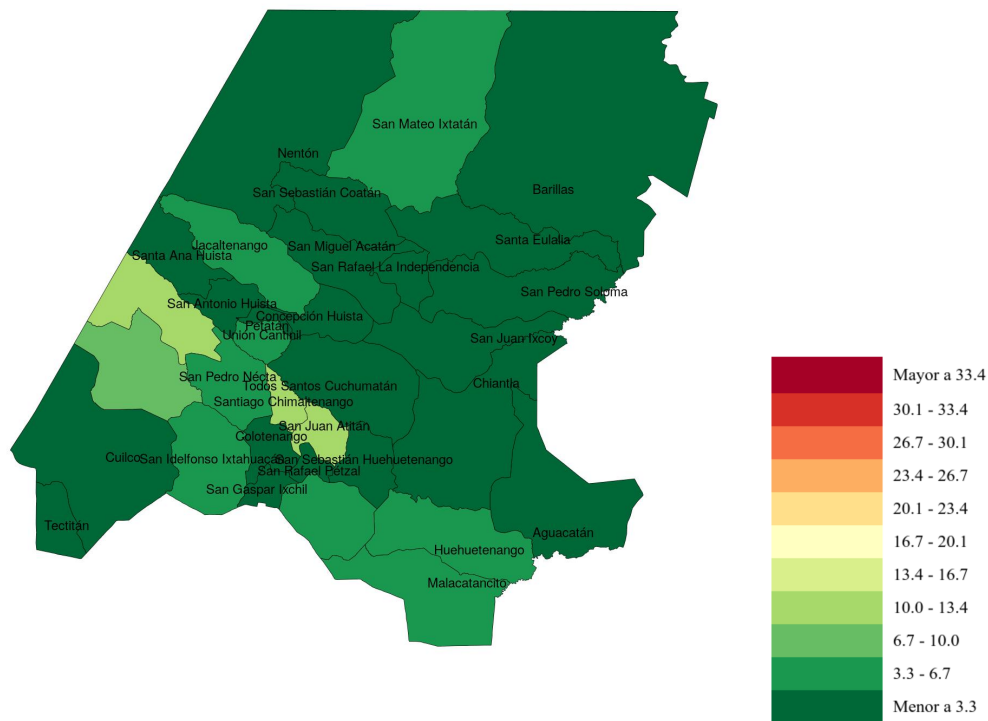 San Mateo Ixtatán
Nentón
Barillas
San Sebastián Coatán
Santa Eulalia
Jacaltenango
San Miguel Acatán
Santa Ana Huista
San Rafael La Independencia
San Pedro Soloma
San Antonio Huista
Concepción Huista
Petatán
Unión Cantinil
San Juan Ixcoy
San Pedro Necta
Todos Santos Cuchumatán
Chiantla
Santiago Chimaltenango
San Juan Atitán
Colotenango
Cuilco
San Idelfonso Ixtahuacán
San Sebastián Huehuetenango
San Rafael Petzal
San Gaspar Ixchil
Tectitán
Aguacatán
Huehuetenango
Malacatancito
Mayor a 33.4
30.1 - 33.4
26.7 - 30.1
23.4 - 26.7
20.1 - 23.4
16.7 - 20.1
13.4 - 16.7
10.0 - 13.4
6.7 - 10.0
3.3 - 6.7
Menor a 3.3